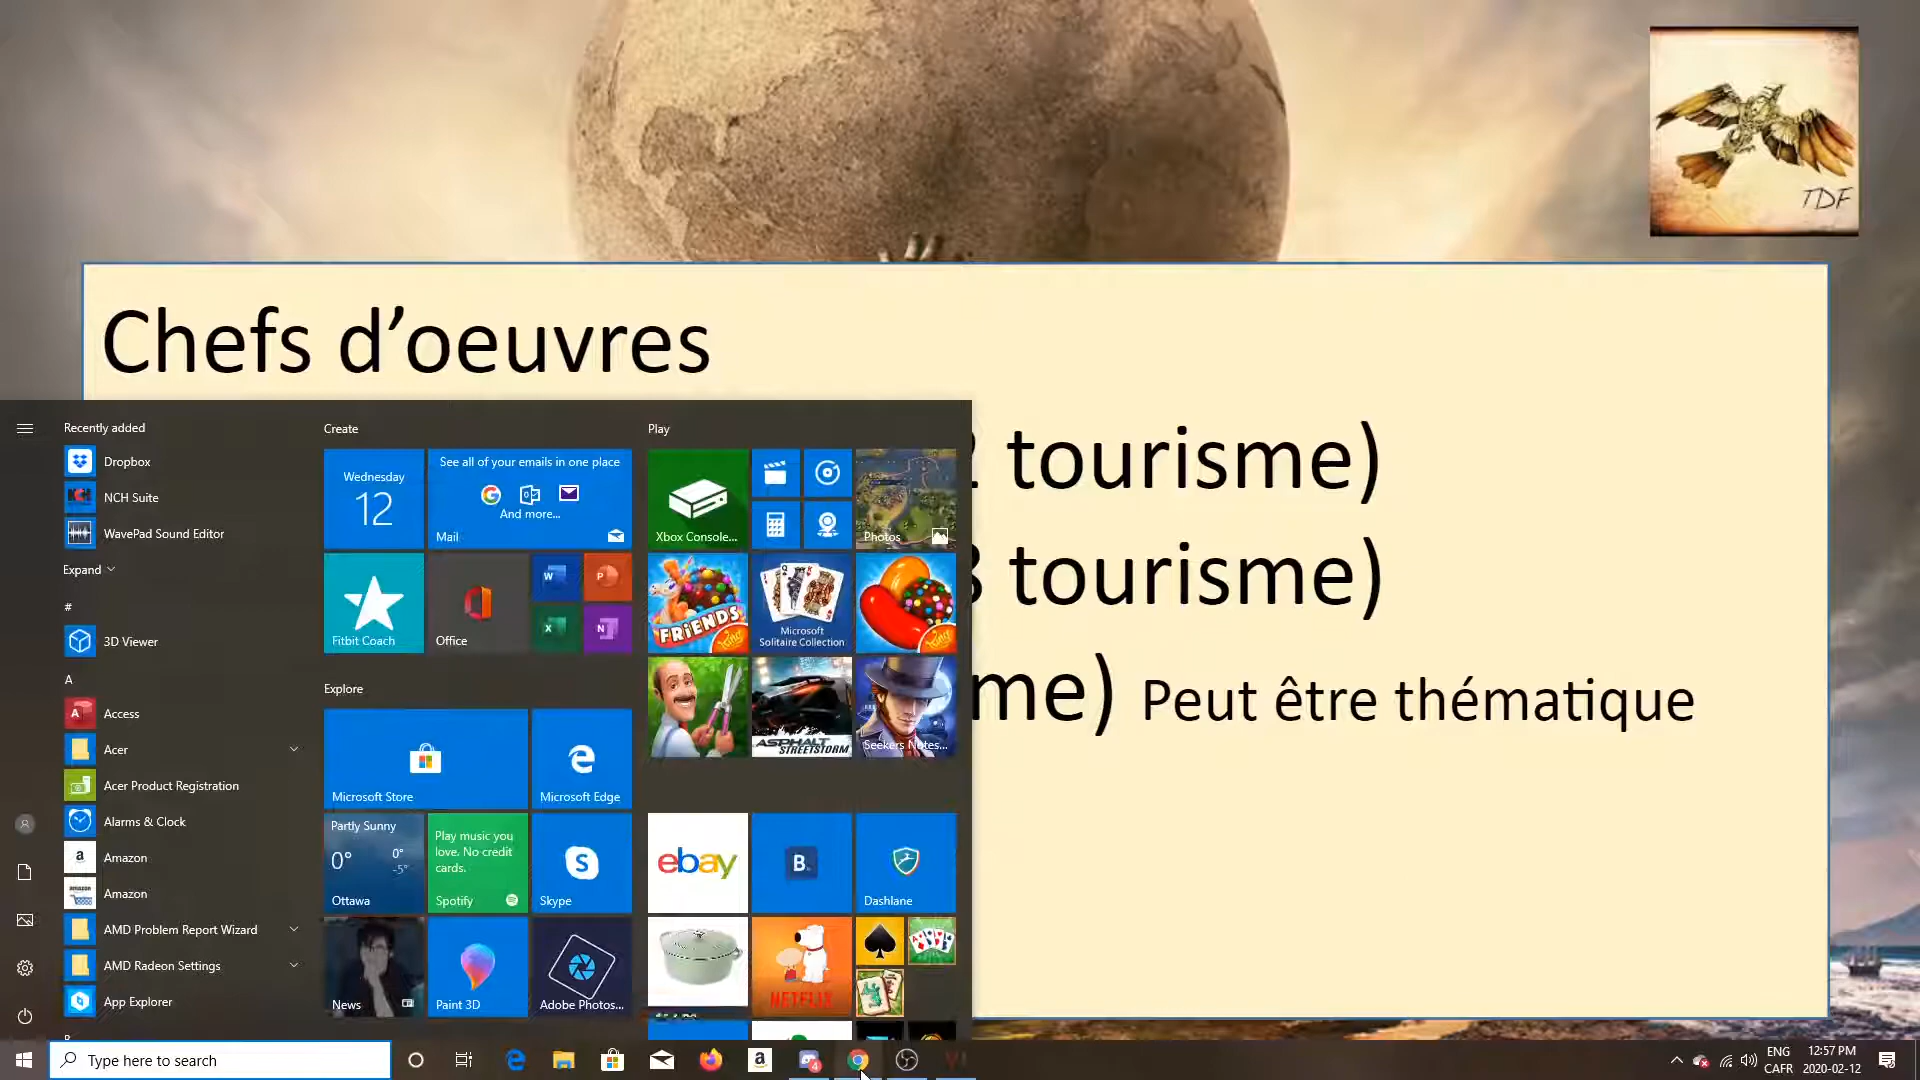 TDF
Chefs d’oeuvres
tourisme)
tourisme)
me) Peut être thématique
Recently added
Dropbox
NCH Suite
WavePad Sound Editor
Expand
#
3D Viewer
A
Access
Acer
Acer Product Registration
Alarms & Clock
Amazon
Amazon
AMD Problem Report Wizard
AMD Radeon Settings
App Explorer
Create
Wednesday
12
See all of your emails in one place
And more...
Mail
Fitbit Coach
Office
Explore
Microsoft Store
Microsoft Edge
Partly Sunny
0°
0°
-5°
Ottawa
Play music you
love. No credit
cards.
Spotify
Skype
News
Paint 3D
Adobe Photos...
Play
Xbox Console...
Photos
FRIENDS
King
Microsoft
Solitaire Collection
King
ASPHALT
STREETSTORM
Seekers Notes...
ebay
B.
Dashlane
NETFLIX
Type here to search
4
ENG
CAFR
12:57 PM
2020-02-12